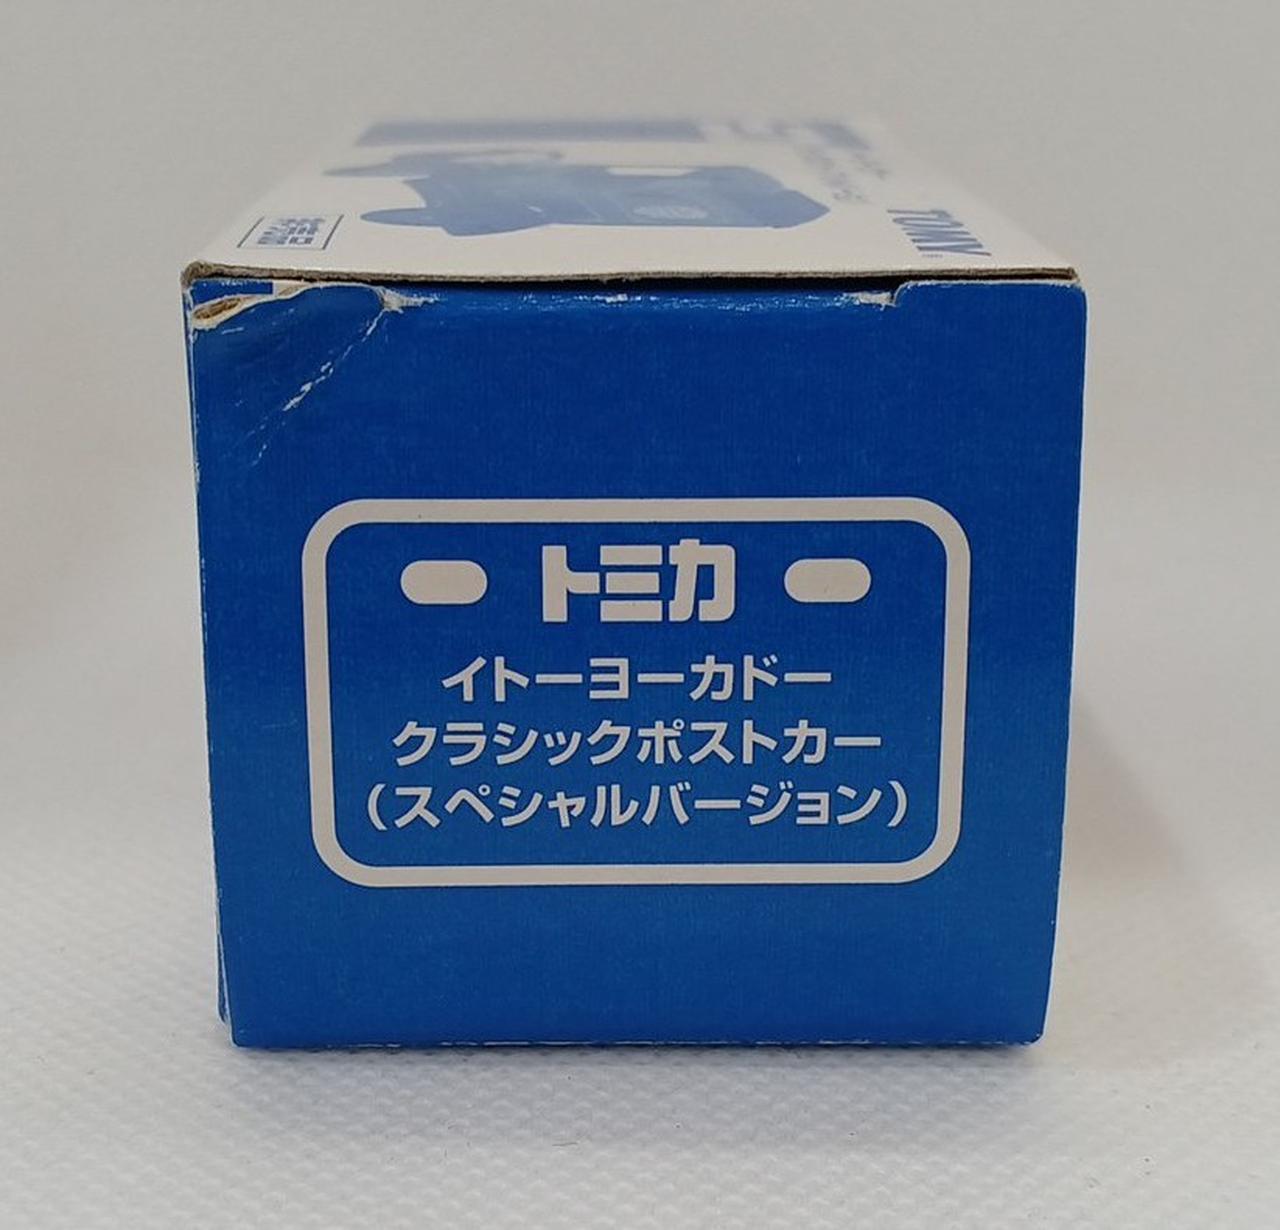 TOMY
トミカ
イトーヨーカドー
クラシックポストカー
（スペシャルバージョン）